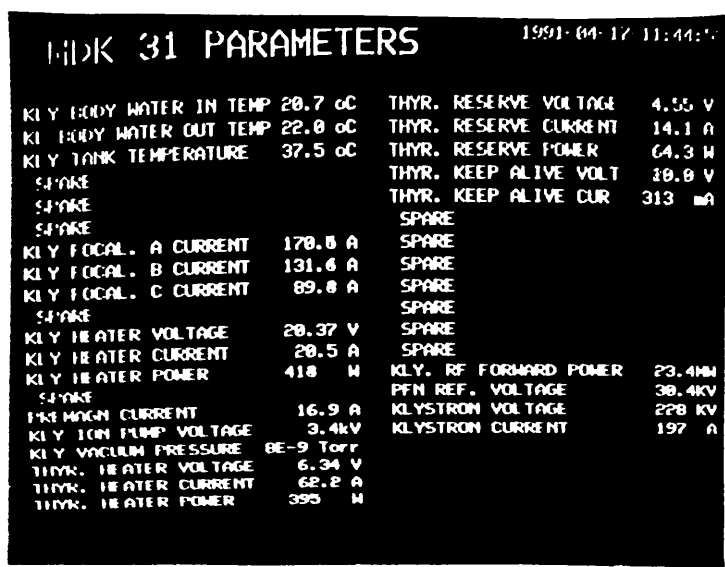 MDK 31 PARAMETERS
1991-04-17 11:44:
KLY BODY WATER IN TEMP 20.7 oC
KL BODY WATER OUT TEMP 22.0 oC
KLY TANK TEMPERATURE 37.5 oC
SPARE
SPARE
SPARE
KLY FOCAL. A CURRENT 170.6 A
KLY FOCAL. B CURRENT 131.6 A
KLY FOCAL. C CURRENT 89.8 A
SPARE
KLY HEATER VOLTAGE 20.37 V
KLY HEATER CURRENT 20.5 A
KLY HEATER POWER 418 W
SPARE
PREMAGN CURRENT 16.9 A
KLY ION PUMP VOLTAGE 3.4kV
KLY VACUUM PRESSURE 8E-9 Torr
THYR. HEATER VOLTAGE 6.34 V
THYR. HEATER CURRENT 62.2 A
THYR. HEATER POWER 395 W
THYR. RESERVE VOLTAGE 4.55 V
THYR. RESERVE CURRENT 14.1 A
THYR. RESERVE POWER 64.3 W
THYR. KEEP ALIVE VOLT 10.0 V
THYR. KEEP ALIVE CUR 313 mA
SPARE
SPARE
SPARE
SPARE
SPARE
SPARE
SPARE
KLY. RF FORWARD POWER 23.4MW
PFN REF. VOLTAGE 30.4KV
KLYSTRON VOLTAGE 228 KV
KLYSTRON CURRENT 197 A